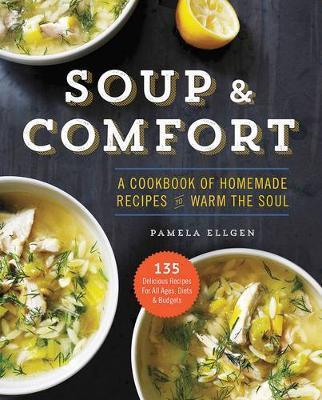 SOUP &
COMFORT
A COOKBOOK OF HOMEMADE
RECIPES TO WARM THE SOUL
PAMELA ELLGEN
135
Delicious Recipes
For All Ages, Diets
& Budgets